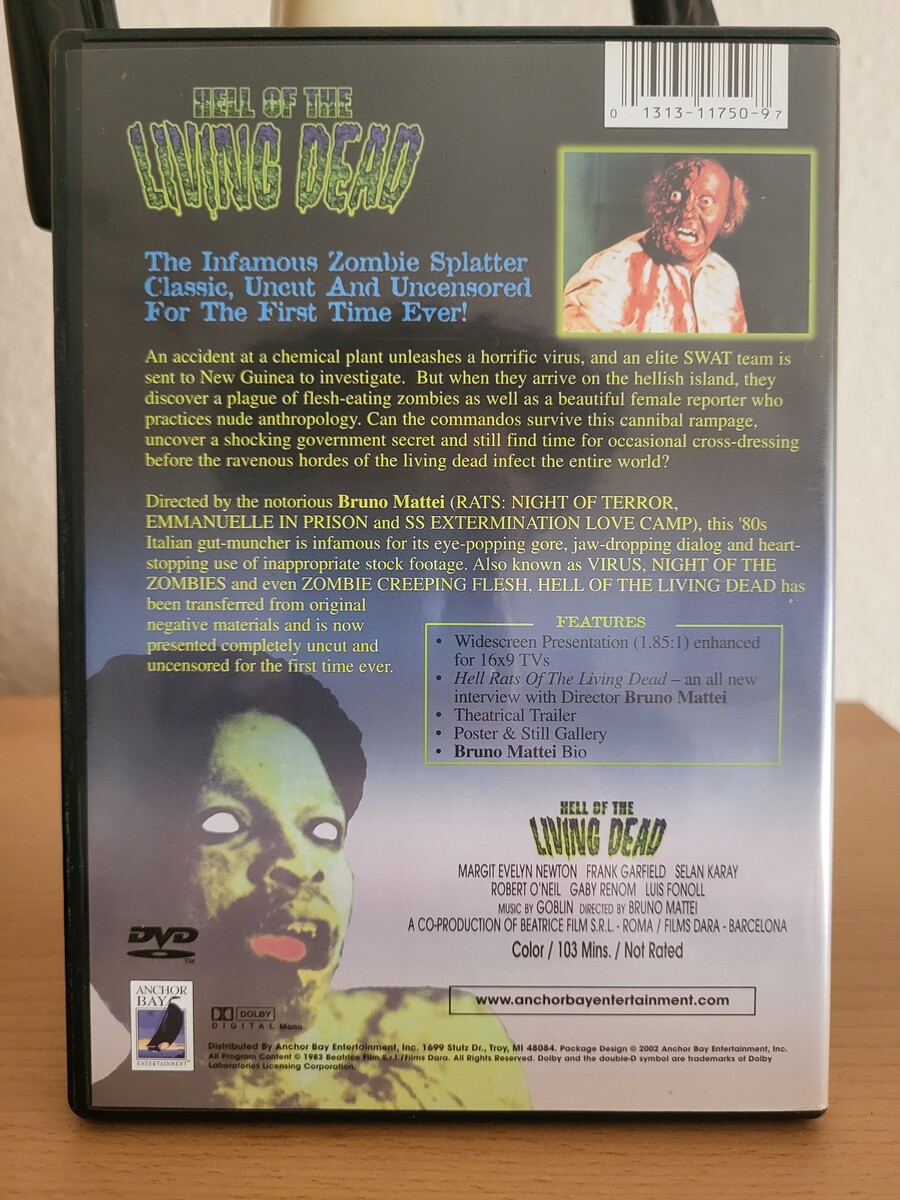 HELL OF THE
LIVING DEAD
0 1313-11750-9 7
The Infamous Zombie Splatter
Classic, Uncut And Uncensored
For The First Time Ever!
An accident at a chemical plant unleashes a horrific virus, and an elite SWAT team is
sent to New Guinea to investigate. But when they arrive on the hellish island, they
discover a plague of flesh-eating zombies as well as a beautiful female reporter who
practices nude anthropology. Can the commandos survive this cannibal rampage,
uncover a shocking government secret and still find time for occasional cross-dressing
before the ravenous hordes of the living dead infect the entire world?
Directed by the notorious Bruno Mattei (RATS: NIGHT OF TERROR,
EMMANUELLE IN PRISON and SS EXTERMINATION LOVE CAMP), this '80s
Italian gut-muncher is infamous for its eye-popping gore, jaw-dropping dialog and heart-
stopping use of inappropriate stock footage. Also known as VIRUS, NIGHT OF THE
ZOMBIES and even ZOMBIE CREEPING FLESH, HELL OF THE LIVING DEAD has
been transferred from original
negative materials and is now
presented completely uncut and
uncensored for the first time ever.
FEATURES
• Widescreen Presentation (1.85:1) enhanced
for 16x9 TVs
• Hell Rats Of The Living Dead – an all new
interview with Director Bruno Mattei
• Theatrical Trailer
• Poster & Still Gallery
• Bruno Mattei Bio
HELL OF THE
LIVING DEAD
MARGIT EVELYN NEWTON FRANK GARFIELD SELAN KARAY
ROBERT O'NEIL GABY RENOM LUIS FONOLL
MUSIC BY GOBLIN DIRECTED BY BRUNO MATTEI
A CO-PRODUCTION OF BEATRICE FILM S.R.L. - ROMA / FILMS DARA - BARCELONA
Color / 103 Mins. / Not Rated
DVD
TM
ANCHOR
BAY
ENTERTAINMENT
DOLBY
DIGITAL Mono
www.anchorbayentertainment.com
Distributed By Anchor Bay Entertainment, Inc. 1699 Stutz Dr., Troy, MI 48084. Package Design © 2002 Anchor Bay Entertainment, Inc.
All Program Content © 1983 Beatrice Film S.r.l./Films Dara. All Rights Reserved. Dolby and the double-D symbol are trademarks of Dolby
Laboratories Licensing Corporation.